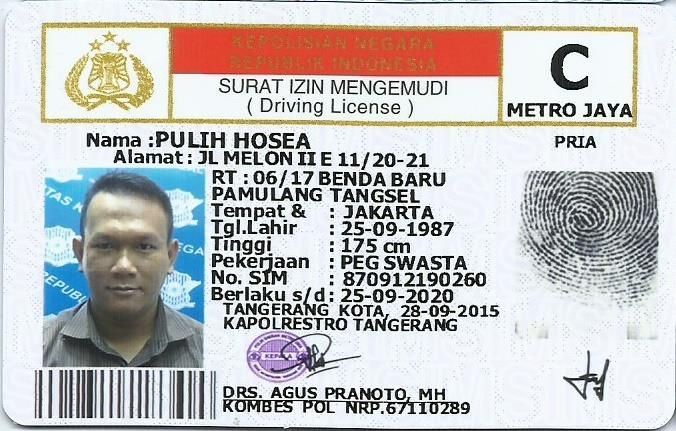 KEPOLISIAN NEGARA
REPUBLIK INDONESIA
SURAT IZIN MENGEMUDI
( Driving License )
C
METRO JAYA
Nama :PULIH HOSEA
PRIA
Alamat : JL MELON II E 11/20-21
RT : 06/17 BENDA BARU
PAMULANG TANGSEL
Tempat & : JAKARTA
Tgl.Lahir : 25-09-1987
Tinggi : 175 cm
Pekerjaan : PEG SWASTA
No. SIM : 870912190260
Berlaku s/d : 25-09-2020
TANGERANG KOTA, 28-09-2015
KAPOLRESTRO TANGERANG
KEPALA
DRS. AGUS PRANOTO, MH
KOMBES POL NRP.67110289